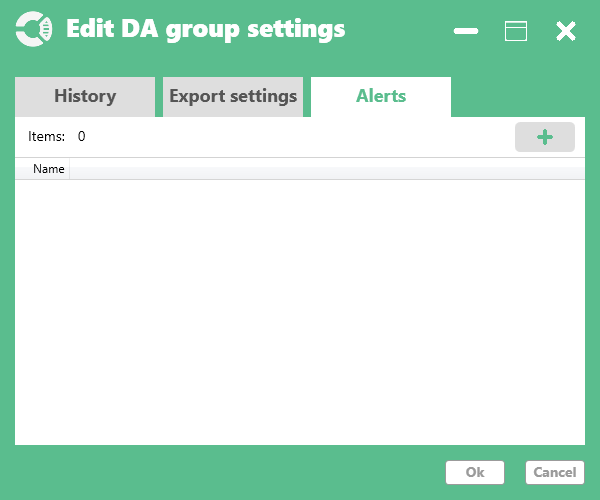 Edit DA group settings
History Export settings Alerts
Items: 0
Name
Ok Cancel